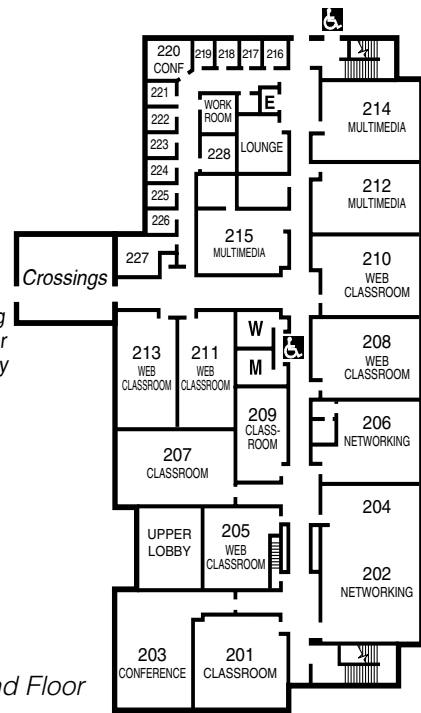 220
CONF
219
218
217
216
221
222
223
224
225
226
227
WORK
ROOM
228
E
LOUNGE
214
MULTIMEDIA
212
MULTIMEDIA
215
MULTIMEDIA
210
WEB
CLASSROOM
Crossings
213
WEB
CLASSROOM
211
WEB
CLASSROOM
W
M
208
WEB
CLASSROOM
209
CLASS-
ROOM
206
NETWORKING
207
CLASSROOM
204
UPPER
LOBBY
205
WEB
CLASSROOM
202
NETWORKING
203
CONFERENCE
201
CLASSROOM
Floor